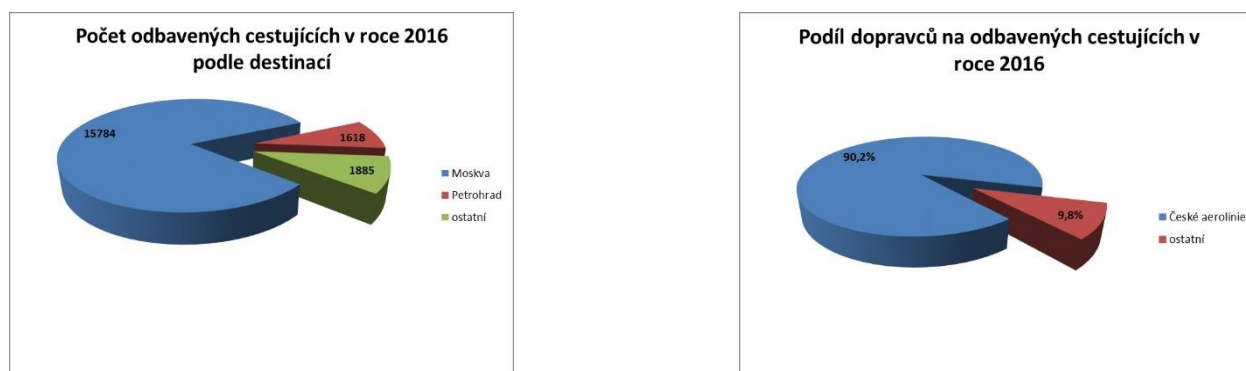 Počet odbavených cestujících v roce 2016
podle destinací
15784
1618
1885
Moskva
Petrohrad
ostatní
Podíl dopravců na odbavených cestujících v
roce 2016
90,2%
9,8%
České aerolinie
ostatní